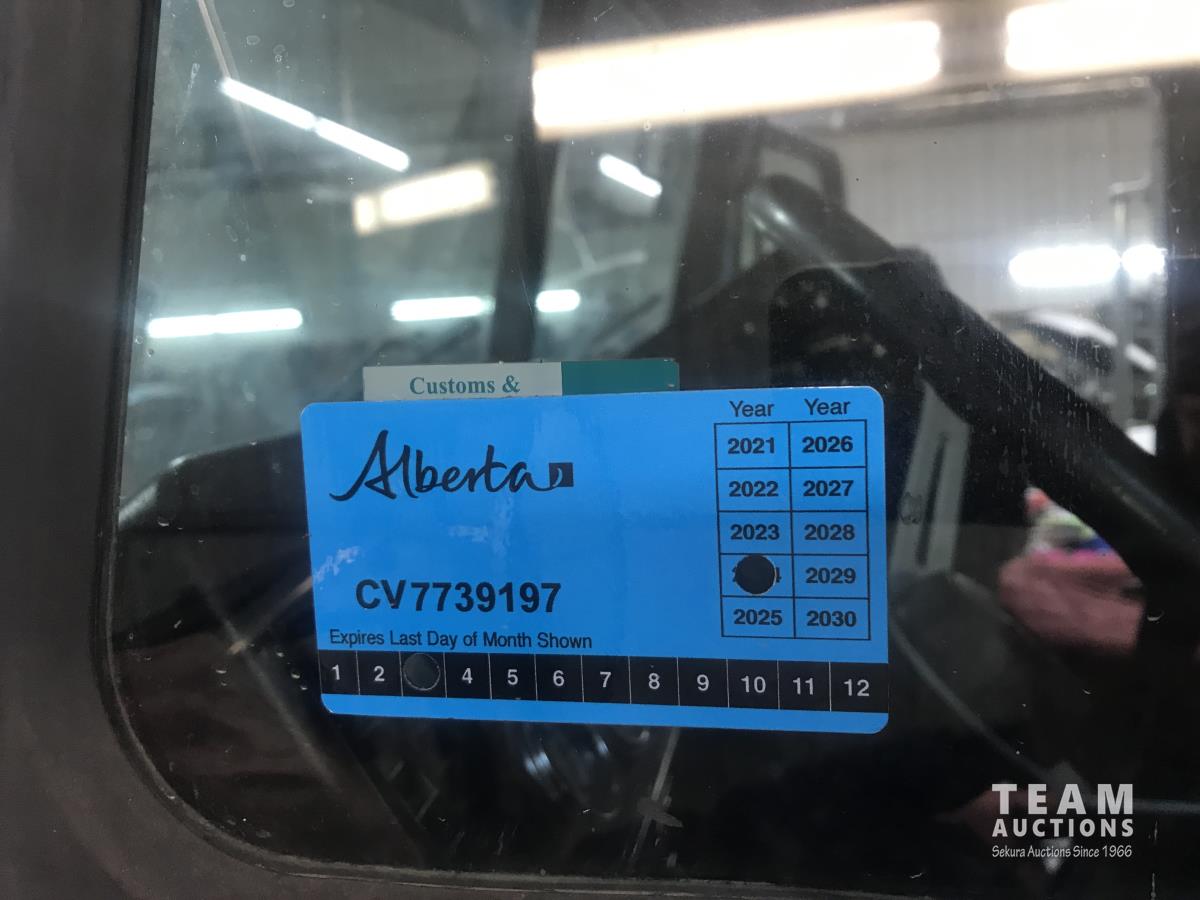 Customs &
Alberta
CV7739197
Expires Last Day of Month Shown
1 2 4 5 6 7 8 9 10 11 12
Year Year
2021 2026
2022 2027
2023 2028
2029
2025 2030
TEAM
AUCTIONS
Sekura Auctions Since 1966